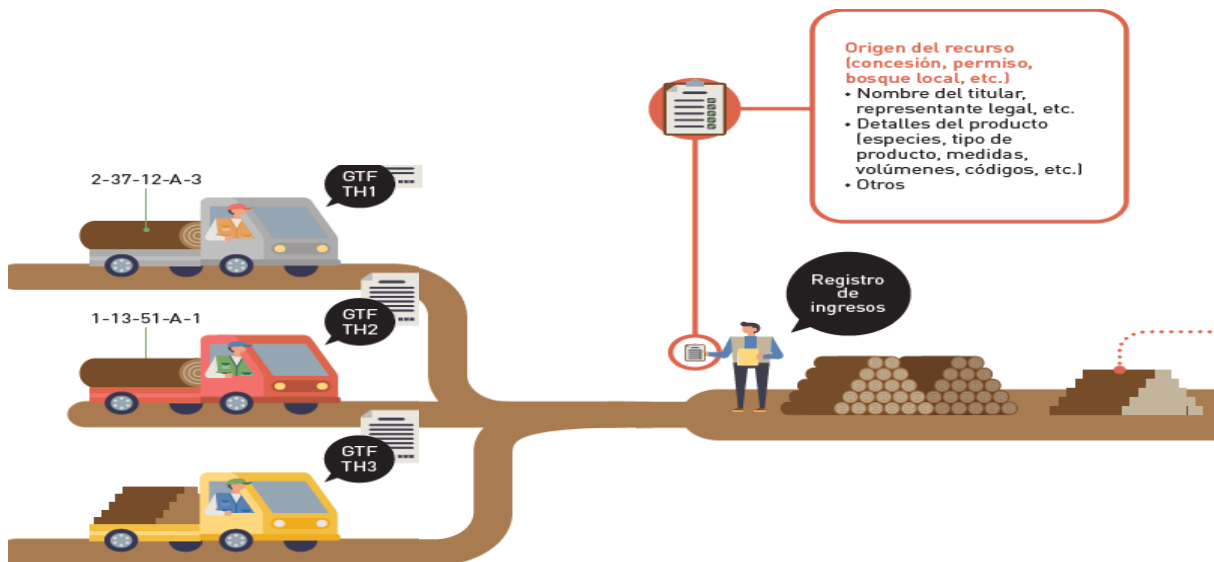 Origen del recurso
(concesión, permiso,
bosque local, etc.)
• Nombre del titular,
representante legal, etc.
• Detalles del producto
(especies, tipo de
producto, medidas,
volúmenes, códigos, etc.)
• Otros
2-37-12-A-3
GTF
TH1
1-13-51-A-1
GTF
TH2
Registro
de
ingresos
GTF
TH3